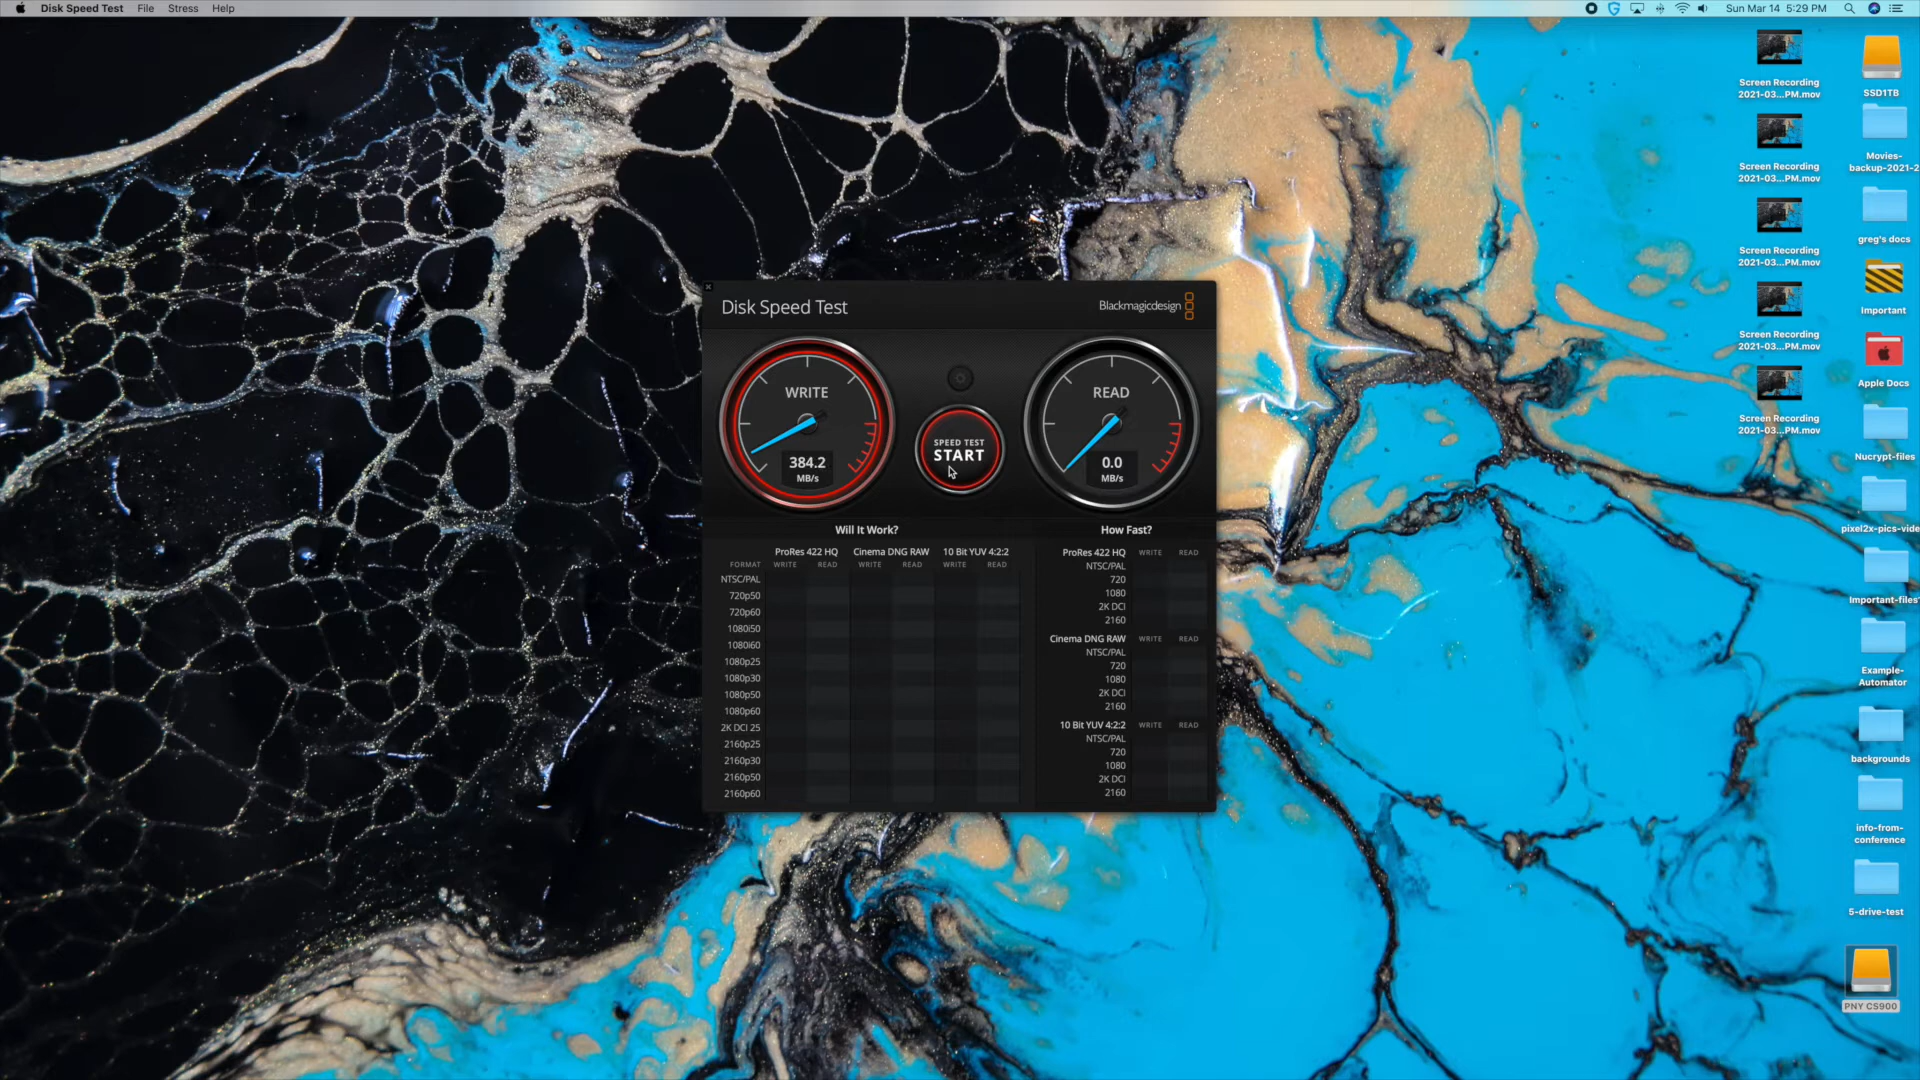 Disk Speed Test File Stress Help
Sun Mar 14 5:29 PM
Screen Recording
2021-03...PM.mov
SSD1TB
Movies-
backup-2021-2
Screen Recording
2021-03...PM.mov
greg's docs
Screen Recording
2021-03...PM.mov
Important
Screen Recording
2021-03...PM.mov
Apple Docs
Screen Recording
2021-03...PM.mov
Nucrypt-files
pixel2x-pics-vide
Important-files
Example-
Automator
backgrounds
info-from-
conference
5-drive-test
PNY CS900
Disk Speed Test
Blackmagicdesign
WRITE
384.2
MB/s
SPEED TEST
START
READ
0.0
MB/s
Will It Work?
ProRes 422 HQ Cinema DNG RAW 10 Bit YUV 4:2:2
FORMAT WRITE READ WRITE READ WRITE READ
NTSC/PAL
720p50
720p60
1080i50
1080i60
1080p25
1080p30
1080p50
1080p60
2K DCI 25
2160p25
2160p30
2160p50
2160p60
How Fast?
ProRes 422 HQ WRITE READ
NTSC/PAL
720
1080
2K DCI
2160
Cinema DNG RAW WRITE READ
NTSC/PAL
720
1080
2K DCI
2160
10 Bit YUV 4:2:2 WRITE READ
NTSC/PAL
720
1080
2K DCI
2160